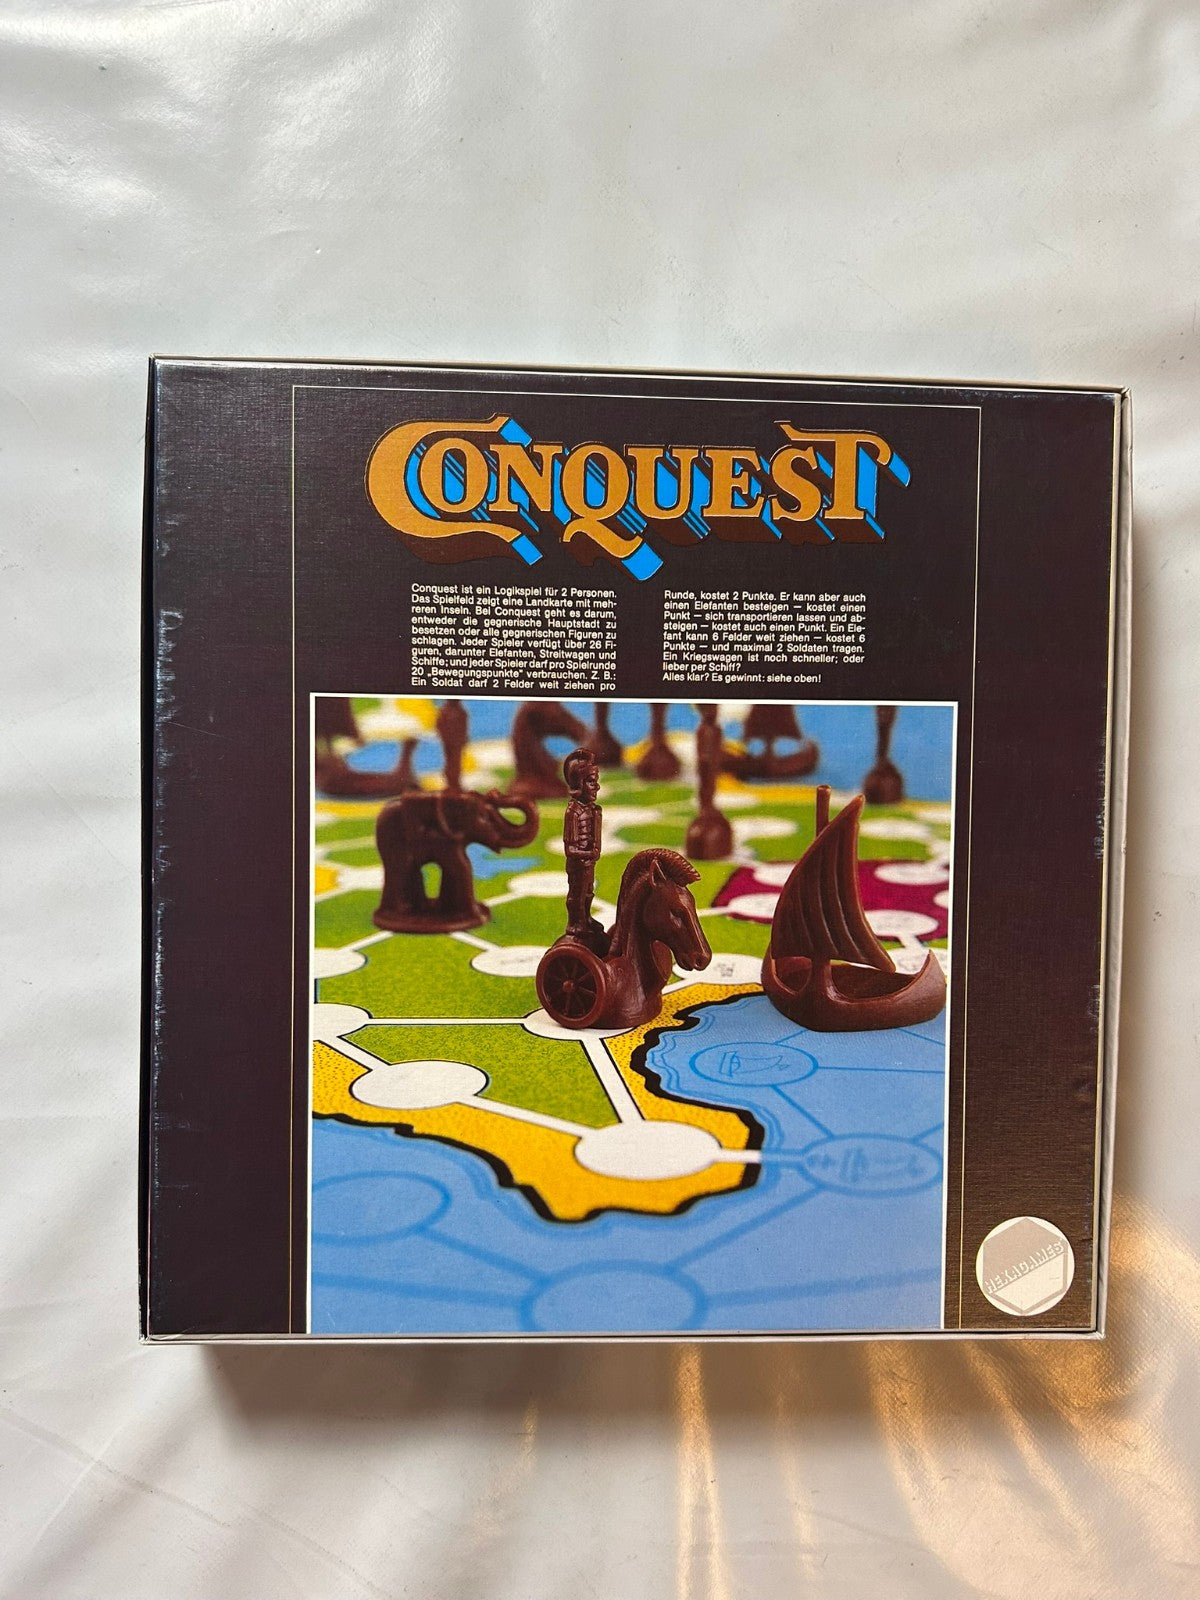 CONQUEST
Conquest ist ein Logikspiel für 2 Personen.
Das Spielfeld zeigt eine Landkarte mit meh-
reren Inseln. Bei Conquest geht es darum,
entweder die gegnerische Hauptstadt zu
besetzen oder alle gegnerischen Figuren zu
schlagen. Jeder Spieler verfügt über 26 Fi-
guren, darunter Elefanten, Streitwagen und
Schiffe; und jeder Spieler darf pro Spielrunde
20 „Bewegungspunkte" verbrauchen. Z. B.:
Ein Soldat darf 2 Felder weit ziehen pro
Runde, kostet 2 Punkte. Er kann aber auch
einen Elefanten besteigen — kostet einen
Punkt — sich transportieren lassen und ab-
steigen — kostet auch einen Punkt. Ein Ele-
fant kann 6 Felder weit ziehen — kostet 6
Punkte — und maximal 2 Soldaten tragen.
Ein Kriegswagen ist noch schneller; oder
lieber per Schiff?
Alles klar? Es gewinnt: siehe oben!
HEXAGAMES